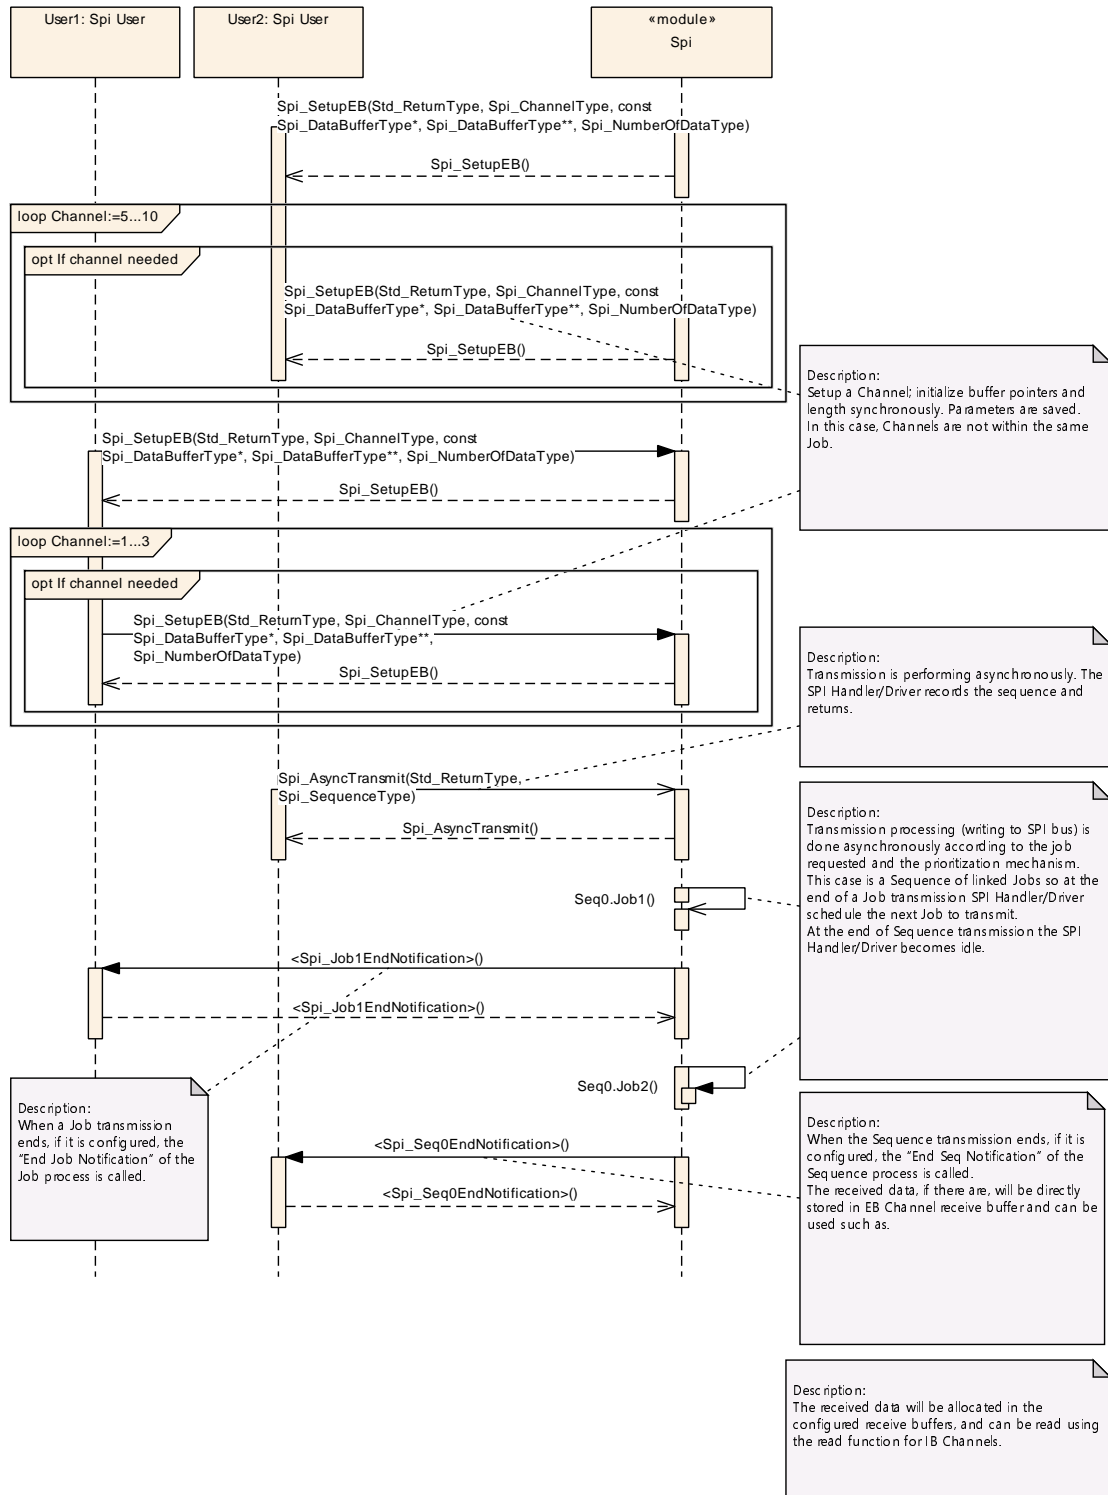 User1: Spi User
User2: Spi User
«module»
Spi
Spi_SetupEB(Std_ReturnType, Spi_ChannelType, const
Spi_DataBufferType*, Spi_DataBufferType**, Spi_NumberOfDataType)
Spi_SetupEB()
loop Channel:=5...10
opt If channel needed
Spi_SetupEB(Std_ReturnType, Spi_ChannelType, const
Spi_DataBufferType*, Spi_DataBufferType**, Spi_NumberOfDataType)
Spi_SetupEB()
Description:
Setup a Channel; initialize buffer pointers and
length synchronously. Parameters are saved.
In this case, Channels are not within the same
Job.
Spi_SetupEB(Std_ReturnType, Spi_ChannelType, const
Spi_DataBufferType*, Spi_DataBufferType**, Spi_NumberOfDataType)
Spi_SetupEB()
loop Channel:=1...3
opt If channel needed
Spi_SetupEB(Std_ReturnType, Spi_ChannelType, const
Spi_DataBufferType*, Spi_DataBufferType**,
Spi_NumberOfDataType)
Spi_SetupEB()
Description:
Transmission is performing asynchronously. The
SPI Handler/Driver records the sequence and
returns.
Spi_AsyncTransmit(Std_ReturnType,
Spi_SequenceType)
Spi_AsyncTransmit()
Description:
Transmission processing (writing to SPI bus) is
done asynchronously according to the job
requested and the prioritization mechanism.
This case is a Sequence of linked Jobs so at the
end of a Job transmission SPI Handler/Driver
schedule the next Job to transmit.
At the end of Sequence transmission the SPI
Handler/Driver becomes idle.
Seq0.Job1()
<Spi_Job1EndNotification>()
<Spi_Job1EndNotification>()
Seq0.Job2()
Description:
When a Job transmission
ends, if it is configured, the
“End Job Notification” of the
Job process is called.
<Spi_Seq0EndNotification>()
<Spi_Seq0EndNotification>()
Description:
When the Sequence transmission ends, if it is
configured, the “End Seq Notification” of the
Sequence process is called.
The received data, if there are, will be directly
stored in EB Channel receive buffer and can be
used such as.
Description:
The received data will be allocated in the
configured receive buffers, and can be read using
the read function for IB Channels.